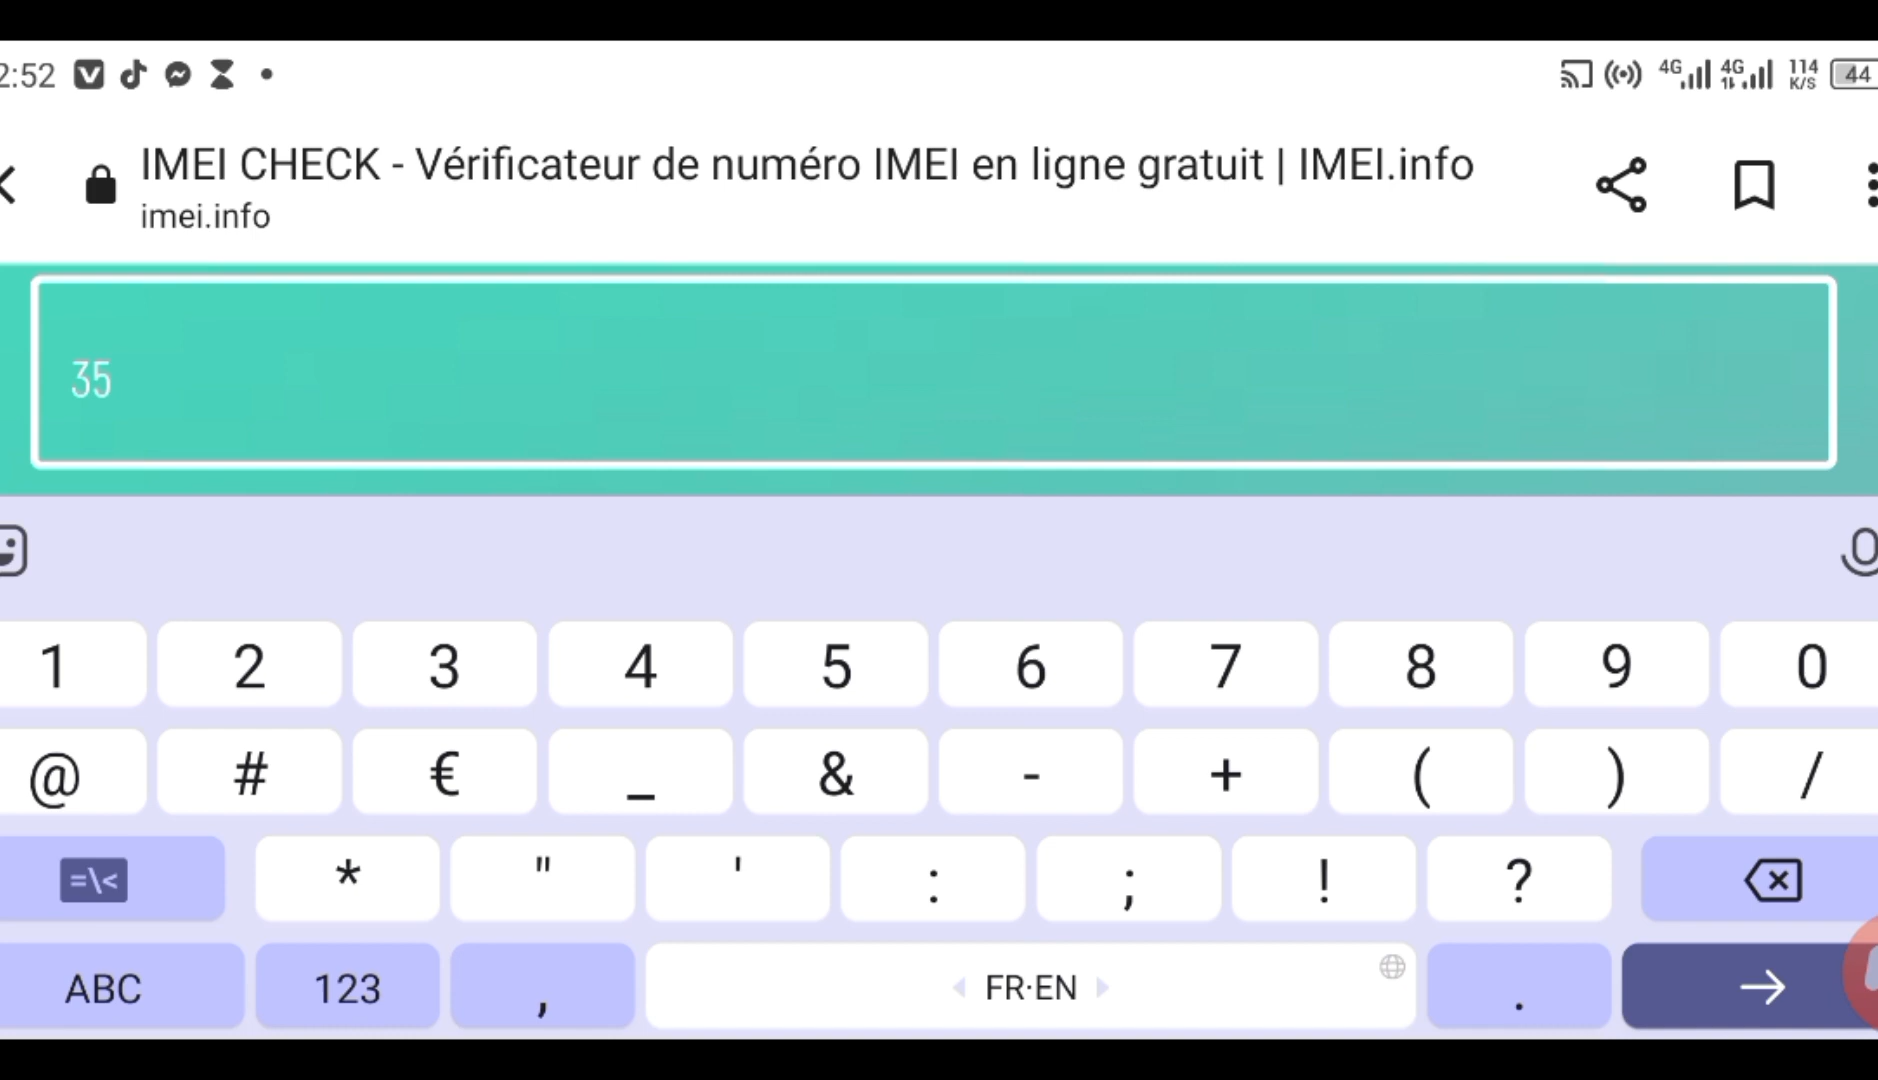 2:52
4G 4G 114 K/S 44
IMEI CHECK - Vérificateur de numéro IMEI en ligne gratuit | IMEI.info
imei.info
35
1 2 3 4 5 6 7 8 9 0
@ # € _ & - + ( ) /
=\< * " ' : ; ! ?
ABC 123 , FR·EN .